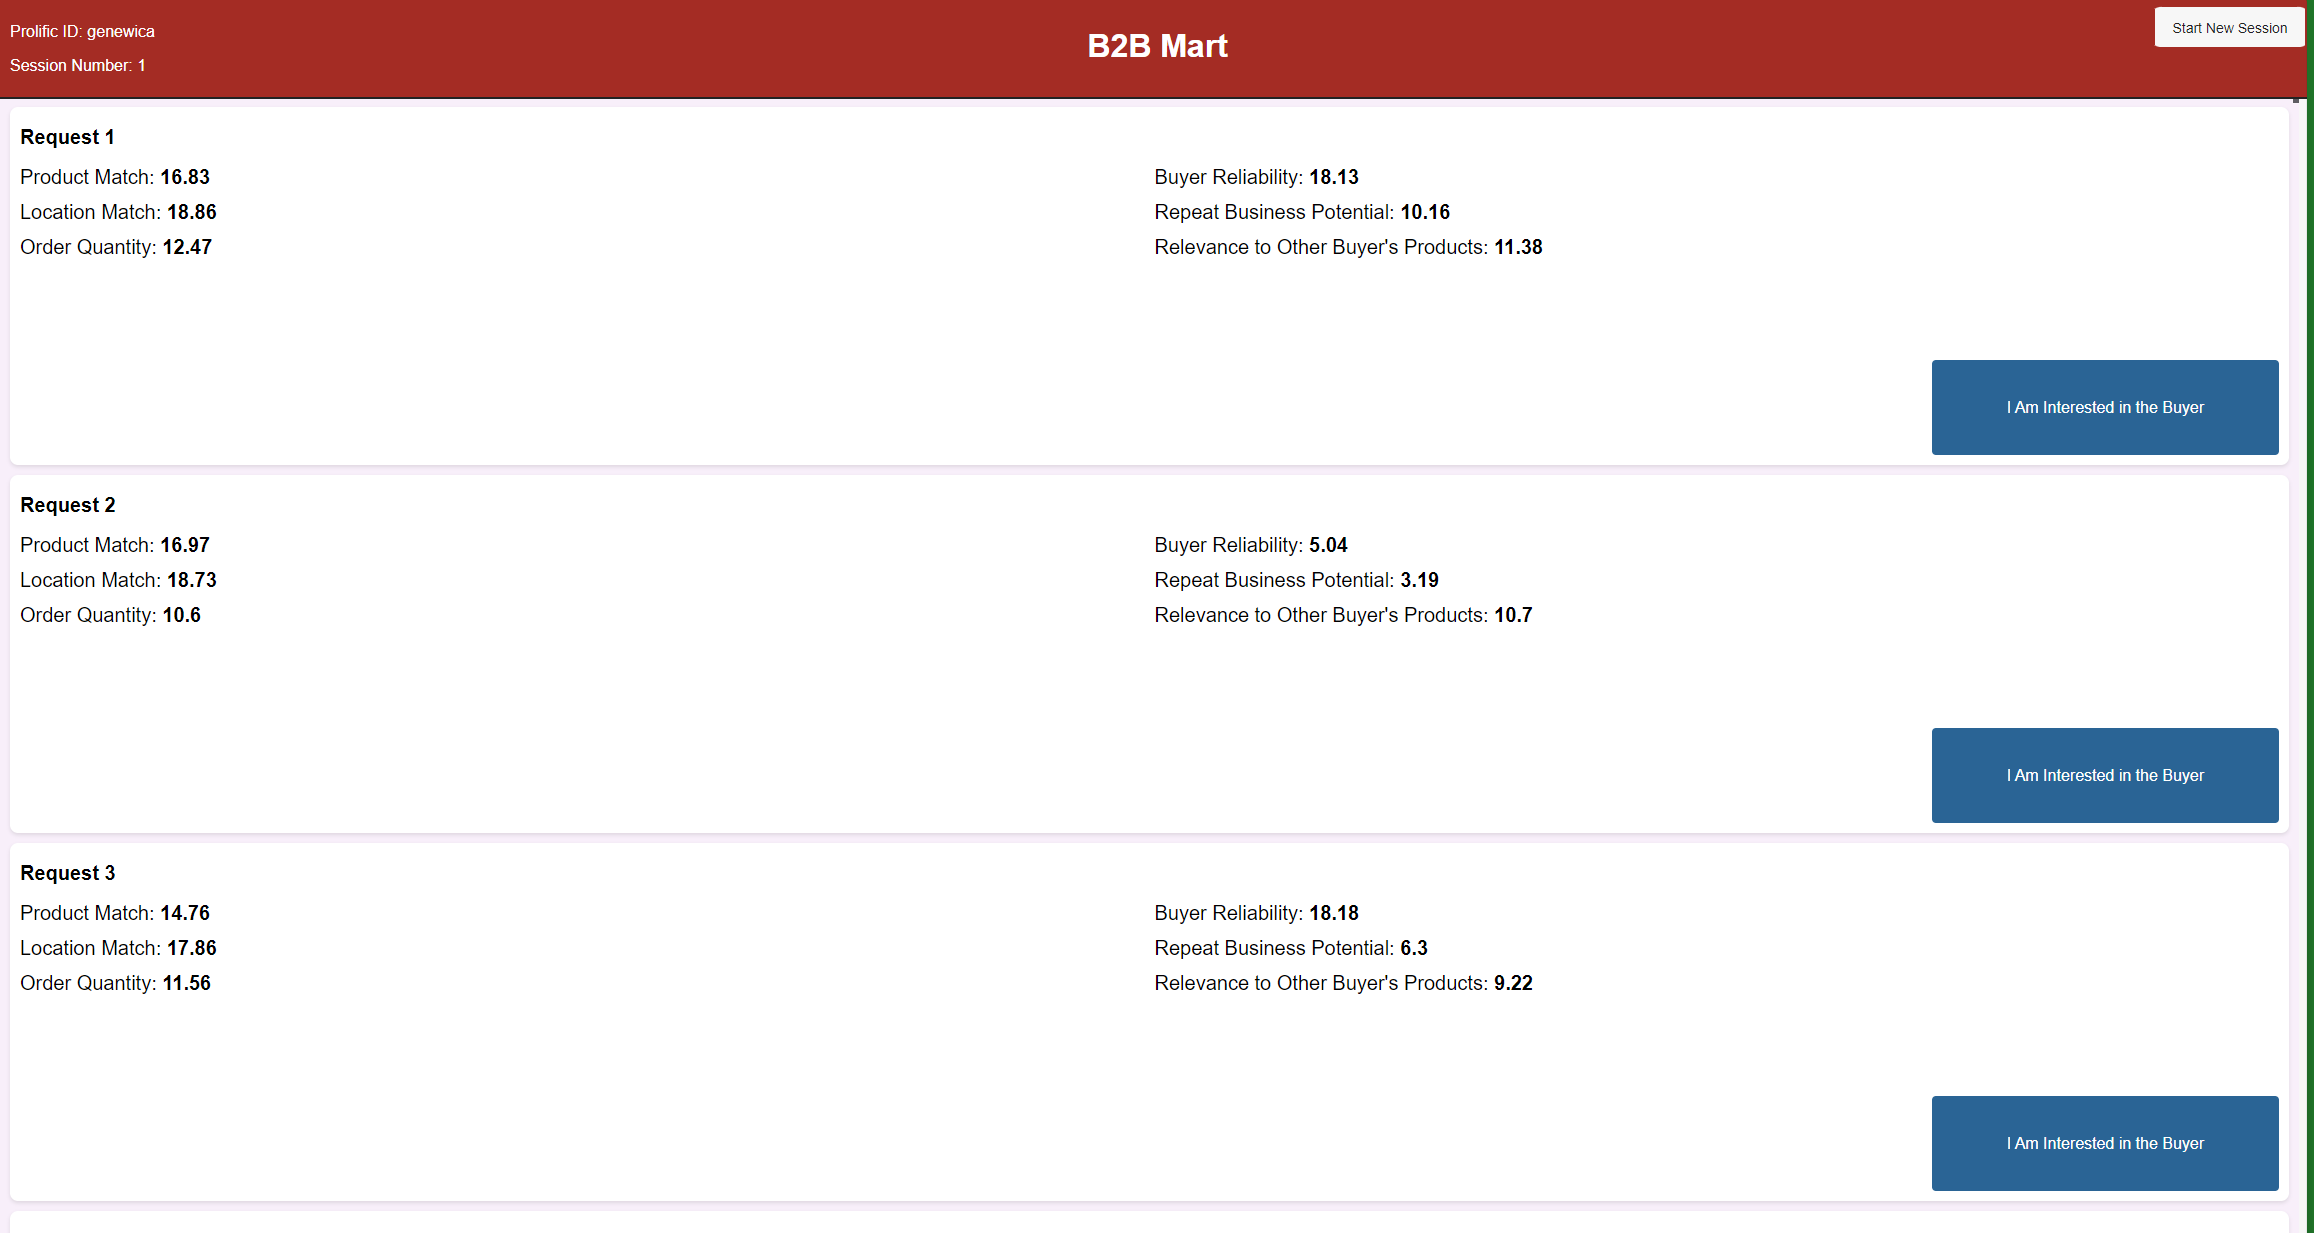 Prolific ID: genewica
Session Number: 1
B2B Mart
Start New Session
Request 1
Product Match: 16.83
Location Match: 18.86
Order Quantity: 12.47
Buyer Reliability: 18.13
Repeat Business Potential: 10.16
Relevance to Other Buyer's Products: 11.38
I Am Interested in the Buyer
Request 2
Product Match: 16.97
Location Match: 18.73
Order Quantity: 10.6
Buyer Reliability: 5.04
Repeat Business Potential: 3.19
Relevance to Other Buyer's Products: 10.7
I Am Interested in the Buyer
Request 3
Product Match: 14.76
Location Match: 17.86
Order Quantity: 11.56
Buyer Reliability: 18.18
Repeat Business Potential: 6.3
Relevance to Other Buyer's Products: 9.22
I Am Interested in the Buyer